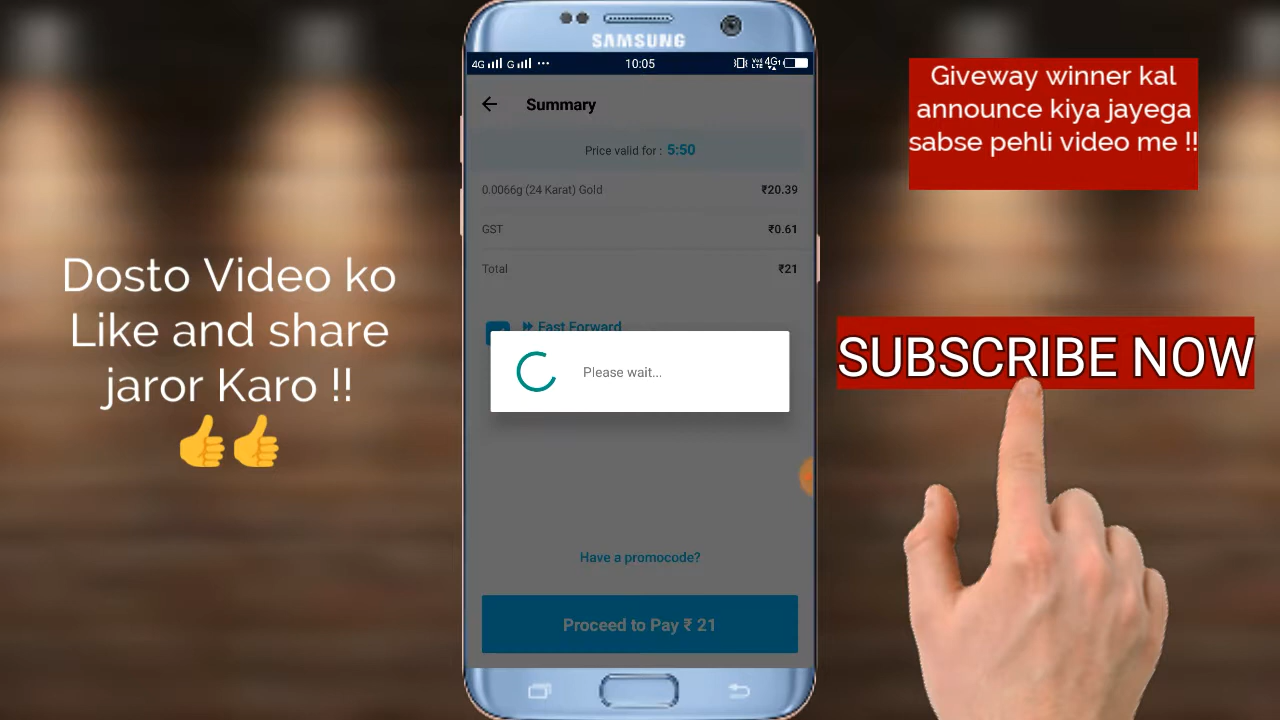 Dosto Video ko
Like and share
jaror Karo !!
SAMSUNG
4G G 10:05 4G
Summary
Price valid for : 5:50
0.0066g (24 Karat) Gold ₹20.39
GST ₹0.61
Total ₹21
Fast Forward
Please wait...
Have a promocode?
Proceed to Pay ₹ 21
Giveway winner kal
announce kiya jayega
sabse pehli video me !!
SUBSCRIBE NOW